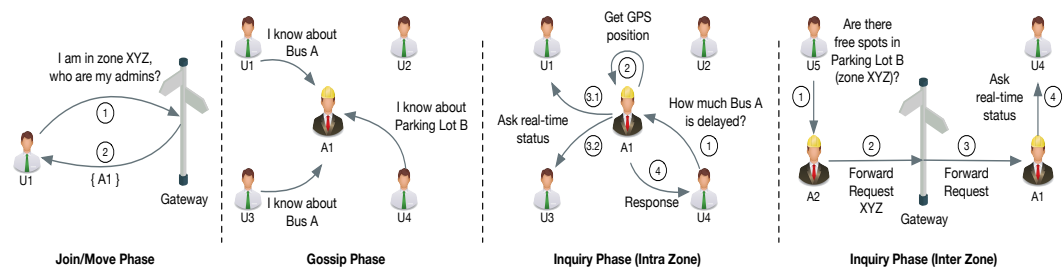 I am in zone XYZ,
who are my admins?
1
2
{ A1 }
U1
Gateway
Join/Move Phase
U1
I know about
Bus A
U2
A1
I know about
Parking Lot B
U3
I know about
Bus A
U4
Gossip Phase
Get GPS
position
U1
2
U2
3.1
Ask real-time
status
3.2
A1
How much Bus A
is delayed?
1
4
Response
U3
U4
Inquiry Phase (Intra Zone)
Are there
free spots in
Parking Lot B
(zone XYZ)?
U5
U4
1
Ask
real-time
status
4
2
3
A2
Forward
Request
XYZ
Forward
Request
A1
Gateway
Inquiry Phase (Inter Zone)